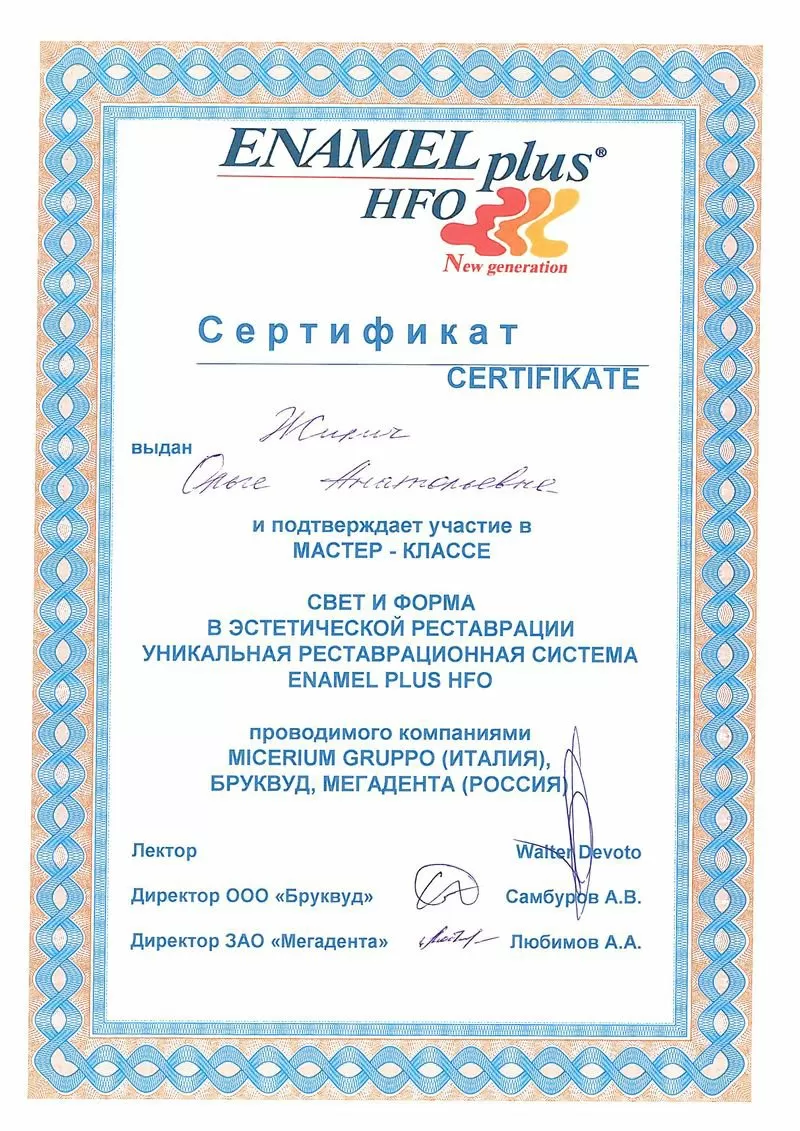 ENAMEL plus®
HFO
New generation
Сертификат
CERTIFIKATE
выдан
Ольге Анатольевне
и подтверждает участие в
МАСТЕР - КЛАССЕ
СВЕТ И ФОРМА
В ЭСТЕТИЧЕСКОЙ РЕСТАВРАЦИИ
УНИКАЛЬНАЯ РЕСТАВРАЦИОННАЯ СИСТЕМА
ENAMEL PLUS HFO
проводимого компаниями
MICERIUM GRUPPO (ИТАЛИЯ),
БРУКВУД, МЕГАДЕНТА (РОССИЯ)
Лектор Walter Devoto
Директор ООО «Бруквуд» Самбуров А.В.
Директор ЗАО «Мегадента» Любимов А.А.